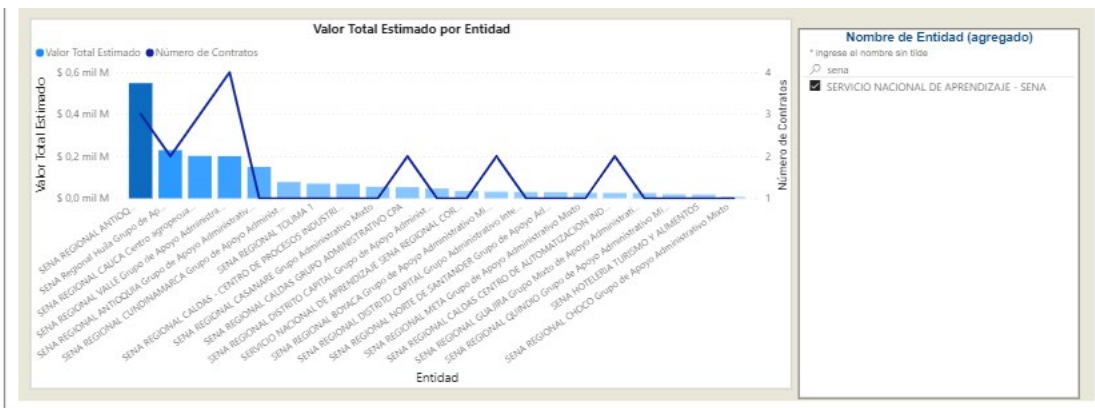 Valor Total Estimado por Entidad
Valor Total Estimado Número de Contratos
Valor Total Estimado
$ 0,6 mil M
$ 0,4 mil M
$ 0,2 mil M
$ 0,0 mil M
4
3
2
1
Número de Contratos
SENA REGIONAL ANTIOQ...
SENA Regional Huila Grupo de Ap...
SENA REGIONAL CAUCA Centro agropecua...
SENA REGIONAL VALLE Grupo de Apoyo Administra...
SENA REGIONAL ANTIOQUIA Grupo de Apoyo Administrativ...
SENA REGIONAL CUNDINAMARCA Grupo de Apoyo Administ...
SENA REGIONAL TOLIMA 1
SENA REGIONAL CALDAS - CENTRO DE PROCESOS INDUSTRI...
SENA REGIONAL CASANARE Grupo Administrativo Mixto
SENA REGIONAL CALDAS GRUPO ADMINISTRATIVO CPA
SENA REGIONAL DISTRITO CAPITAL Grupo de Apoyo Administ...
SERVICIO NACIONAL DE APRENDIZAJE SENA REGIONAL COR...
SENA REGIONAL BOYACA Grupo de Apoyo Administrativo Mi...
SENA REGIONAL DISTRITO CAPITAL Grupo Administrativo Inte...
SENA REGIONAL NORTE DE SANTANDER Grupo de Apoyo Ad...
SENA REGIONAL META Grupo de Apoyo Administrativo Mixto
SENA REGIONAL CALDAS-CENTRO DE AUTOMATIZACION IND...
SENA REGIONAL GUAJIRA Grupo Mixto de Apoyo Administrati...
SENA REGIONAL QUINDIO Grupo de Apoyo Administrativo Mi...
SENA HOTELERIA TURISMO Y ALIMENTOS
SENA REGIONAL CHOCO Grupo de Apoyo Administrativo Mixto
Entidad
Nombre de Entidad (agregado)
* Ingrese el nombre sin tilde
sena
SERVICIO NACIONAL DE APRENDIZAJE - SENA